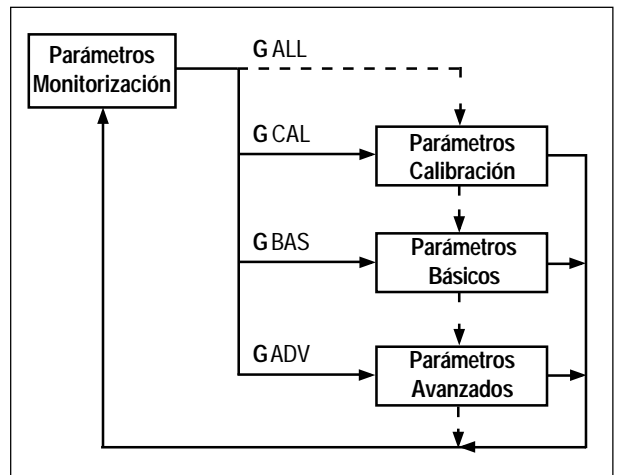 Parámetros
Monitorización
G ALL
G CAL
Parámetros
Calibración
G BAS
Parámetros
Básicos
G ADV
Parámetros
Avanzados